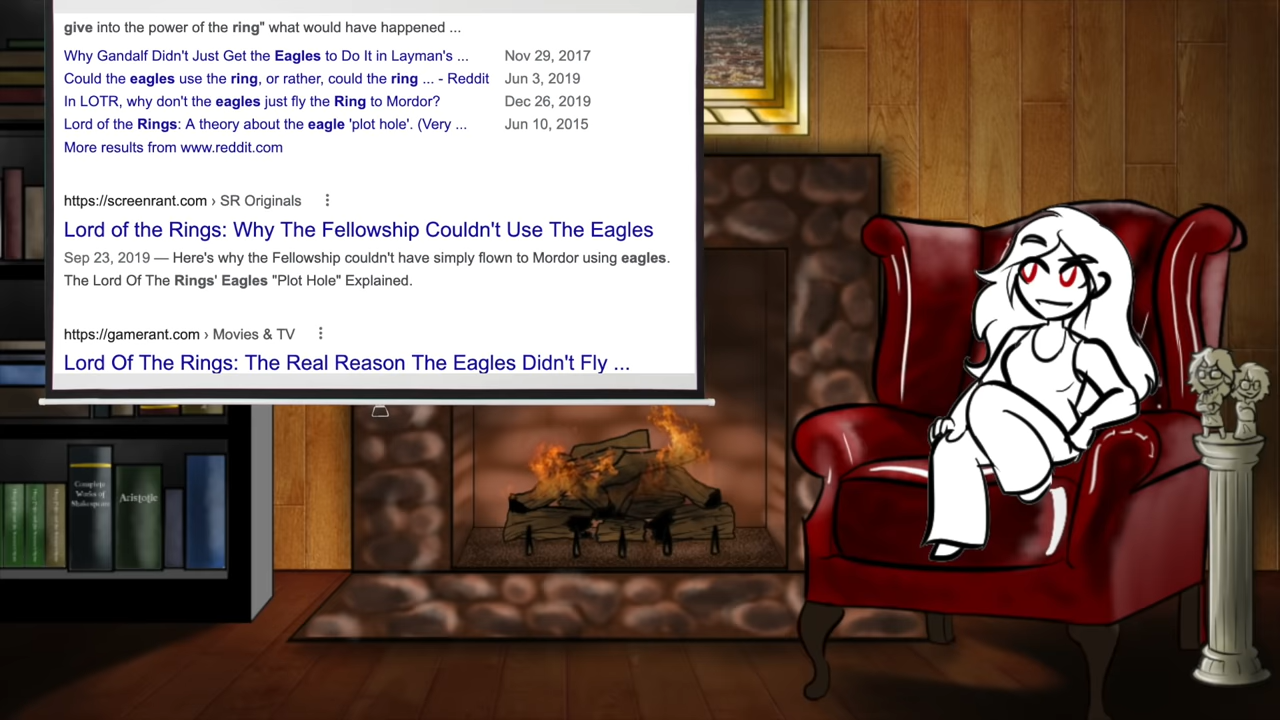 give into the power of the ring" what would have happened ...
Why Gandalf Didn't Just Get the Eagles to Do It in Layman's ... Nov 29, 2017
Could the eagles use the ring, or rather, could the ring ... - Reddit Jun 3, 2019
In LOTR, why don't the eagles just fly the Ring to Mordor? Dec 26, 2019
Lord of the Rings: A theory about the eagle 'plot hole'. (Very ... Jun 10, 2015
More results from www.reddit.com
https://screenrant.com › SR Originals
Lord of the Rings: Why The Fellowship Couldn't Use The Eagles
Sep 23, 2019 — Here's why the Fellowship couldn't have simply flown to Mordor using eagles.
The Lord Of The Rings' Eagles "Plot Hole" Explained.
https://gamerant.com › Movies & TV
Lord Of The Rings: The Real Reason The Eagles Didn't Fly ...
Complete
Works of
Shakespeare
Aristotle